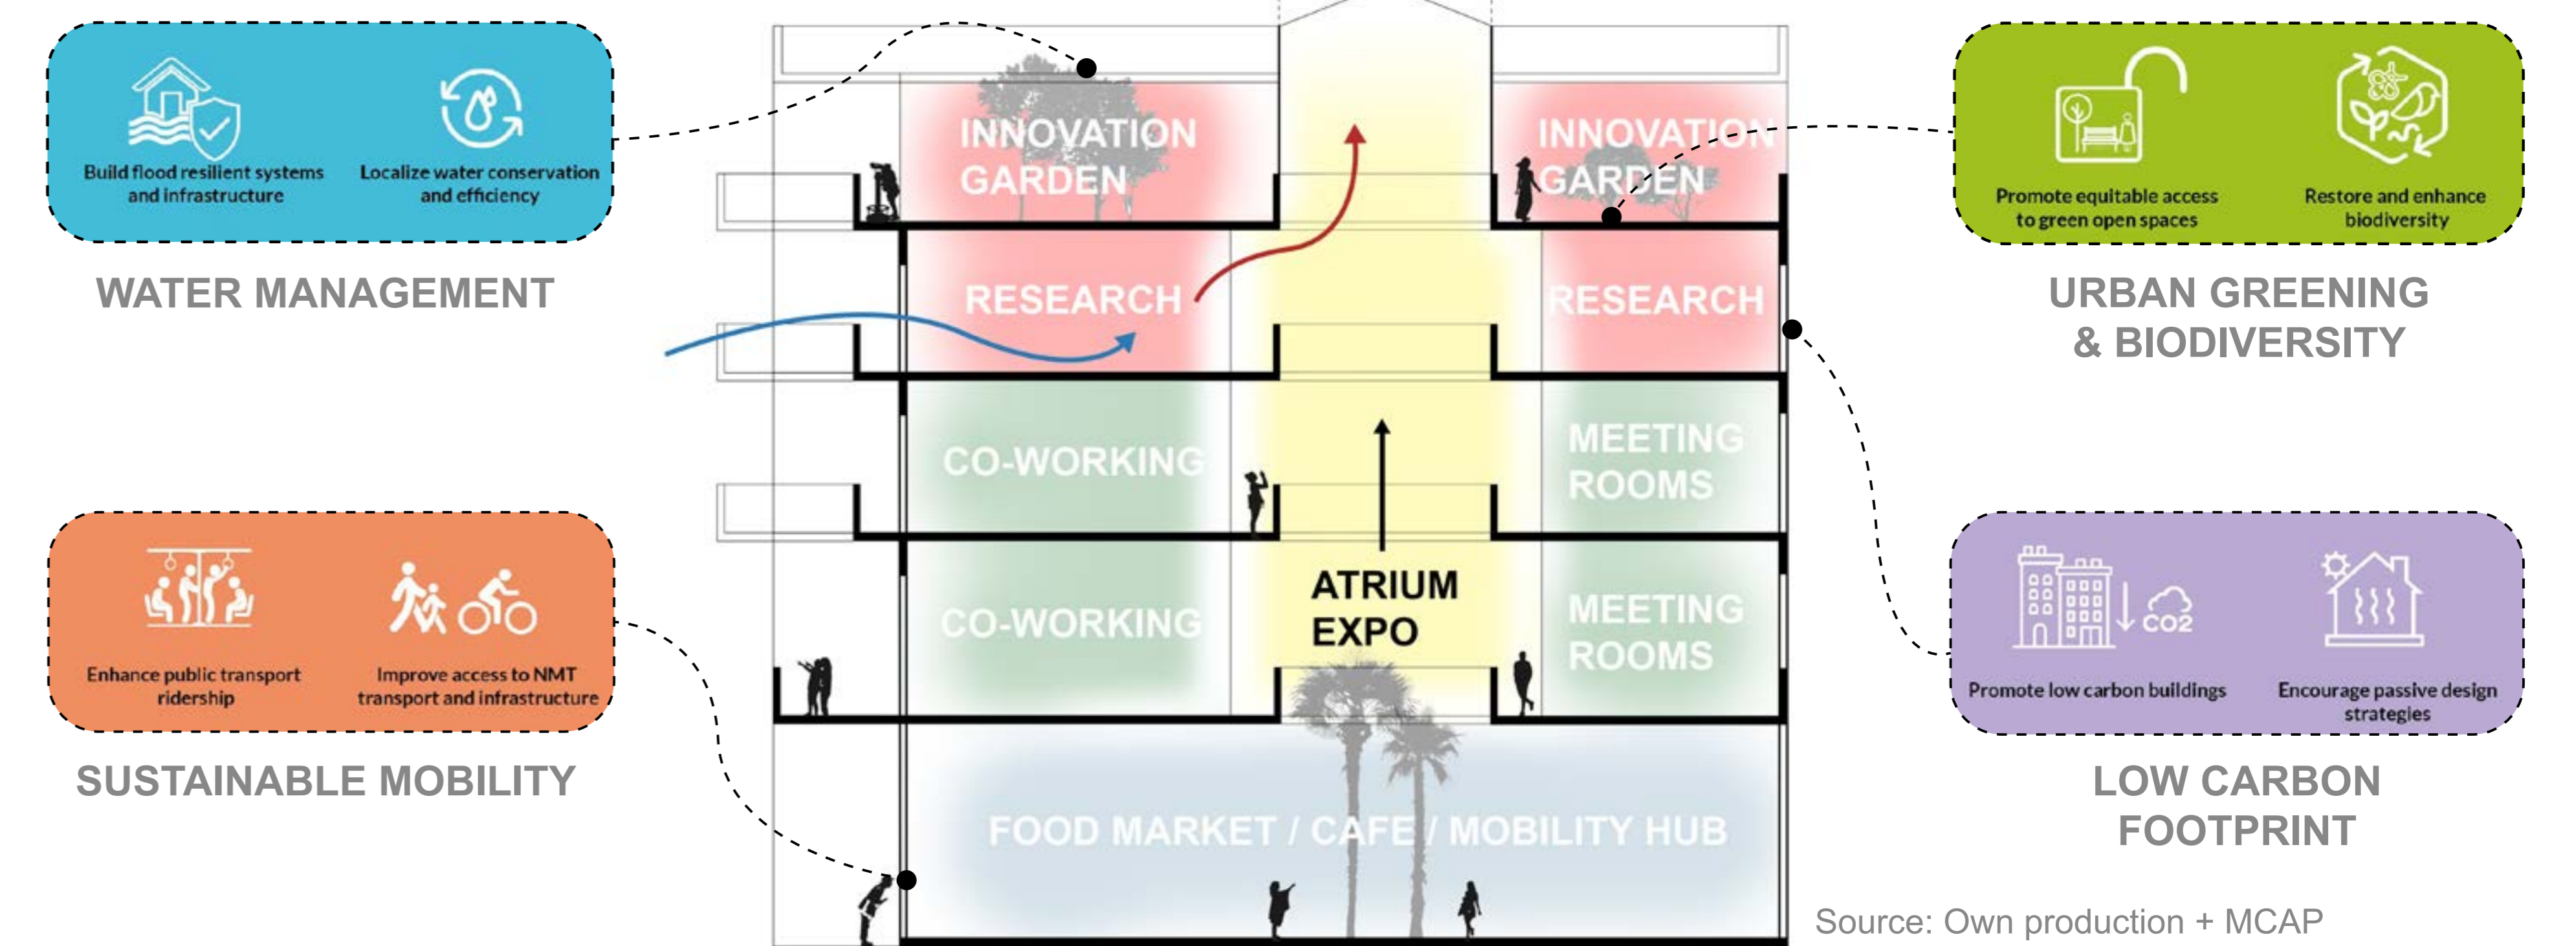 Build flood resilient systems
and infrastructure
Localize water conservation
and efficiency
WATER MANAGEMENT
Enhance public transport
ridership
Improve access to NMT
transport and infrastructure
SUSTAINABLE MOBILITY
INNOVATION
GARDEN
INNOVATION
GARDEN
RESEARCH
RESEARCH
CO-WORKING
MEETING
ROOMS
CO-WORKING
ATRIUM
EXPO
MEETING
ROOMS
FOOD MARKET / CAFE / MOBILITY HUB
Promote equitable access
to green open spaces
Restore and enhance
biodiversity
URBAN GREENING
& BIODIVERSITY
CO2
Promote low carbon buildings
Encourage passive design
strategies
LOW CARBON
FOOTPRINT
Source: Own production + MCAP